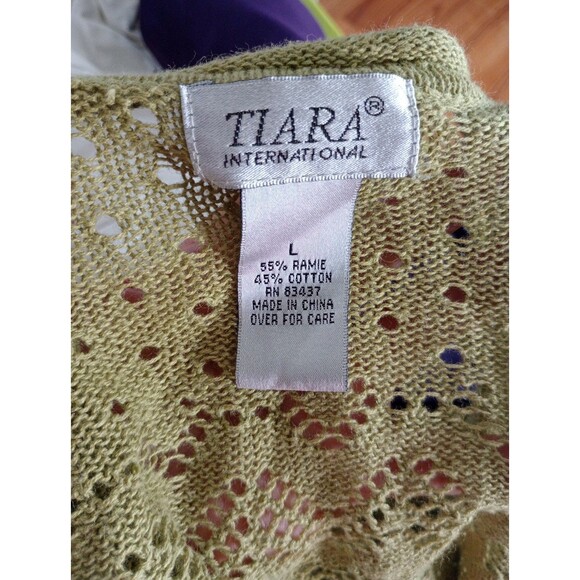 TIARA®
INTERNATIONAL
L
55% RAMIE
45% COTTON
RN 83437
MADE IN CHINA
OVER FOR CARE